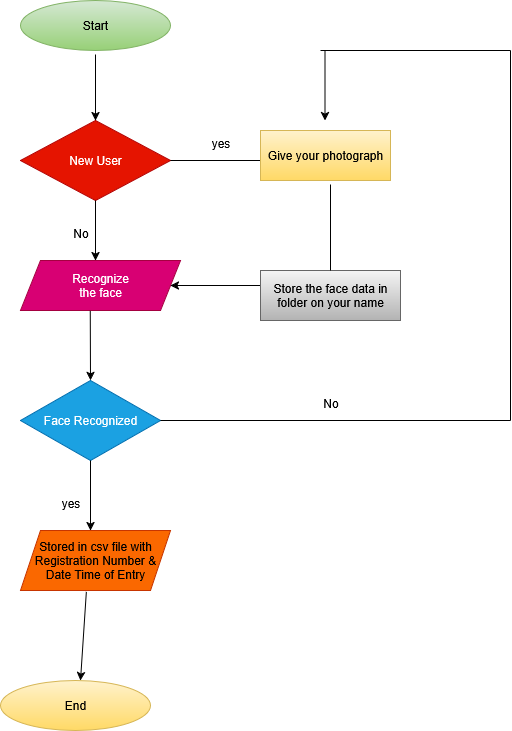 Start
New User
yes
Give your photograph
No
Recognize
the face
Store the face data in
folder on your name
Face Recognized
No
yes
Stored in csv file with
Registration Number &
Date Time of Entry
End